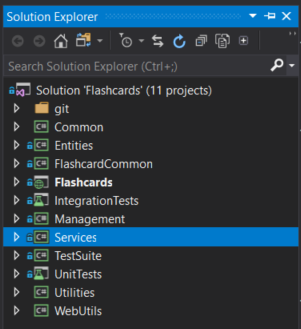 Solution Explorer
Search Solution Explorer (Ctrl+;)
Solution 'Flashcards' (11 projects)
git
C# Common
C# Entities
C# FlashcardCommon
Flashcards
IntegrationTests
C# Management
C# Services
C# TestSuite
UnitTests
C# Utilities
C# WebUtils